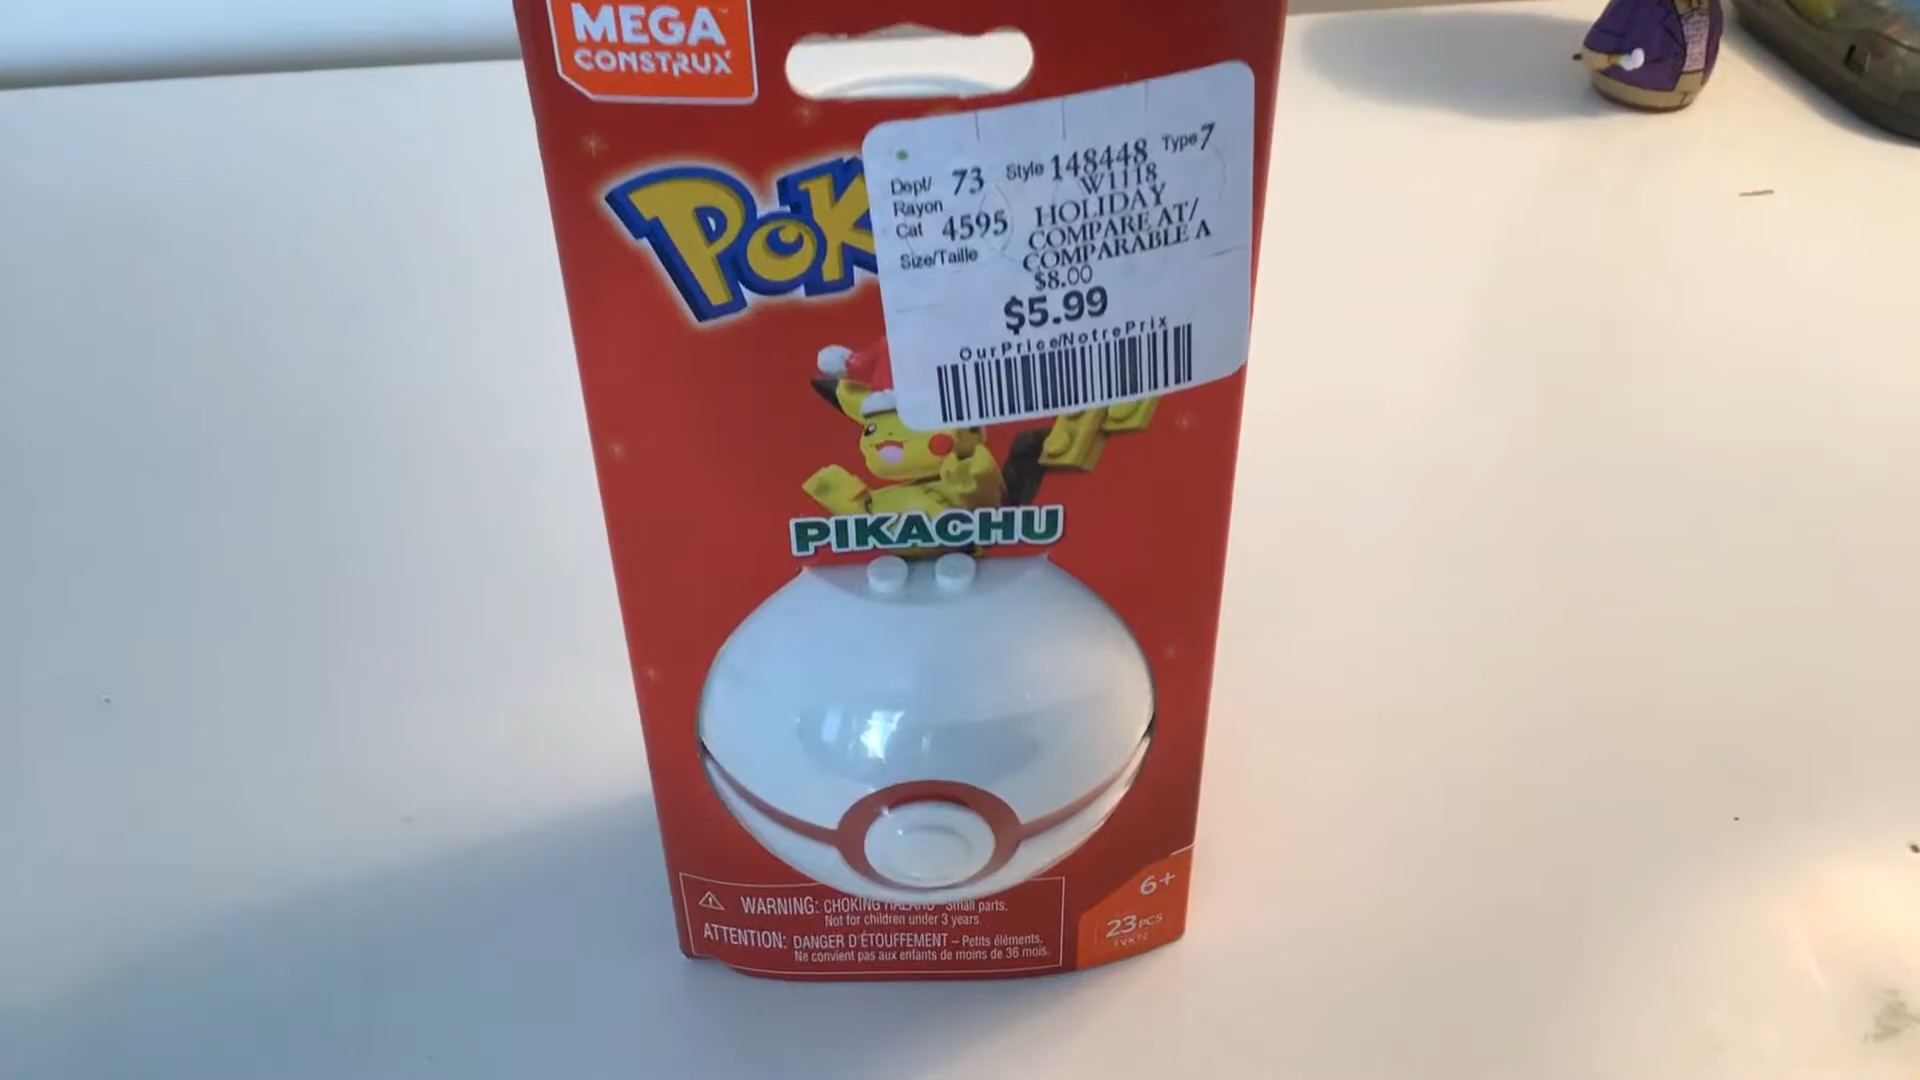 MEGA
CONSTRUX
POK
Dept/ 73 Style 148448 Type 7
Rayon
W1118
Cat 4595 HOLIDAY
COMPARE AT/
Size/Taille COMPARABLE A
$8.00
$5.99
OurPrice/NotrePrix
PIKACHU
WARNING: CHOKING HAZARD - Small parts.
Not for children under 3 years.
ATTENTION: DANGER D'ÉTOUFFEMENT – Petits éléments.
Ne convient pas aux enfants de moins de 36 mois.
6+
23 PCS